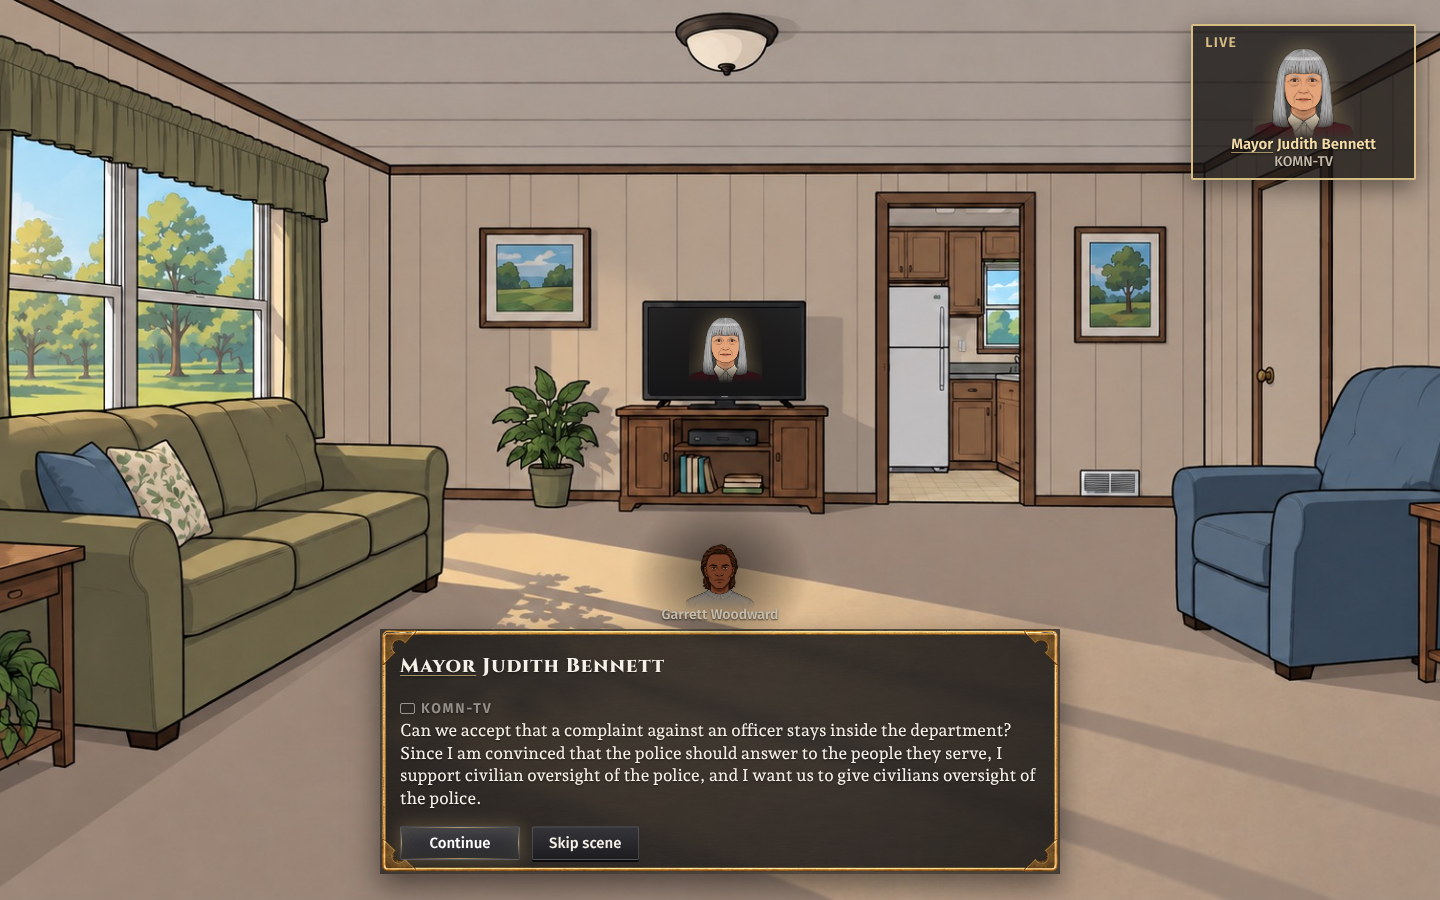 LIVE
Mayor Judith Bennett
KOMN-TV
Garrett Woodward
Mayor Judith Bennett
KOMN-TV
Can we accept that a complaint against an officer stays inside the department?
Since I am convinced that the police should answer to the people they serve, I
support civilian oversight of the police, and I want us to give civilians oversight of
the police.
Continue
Skip scene